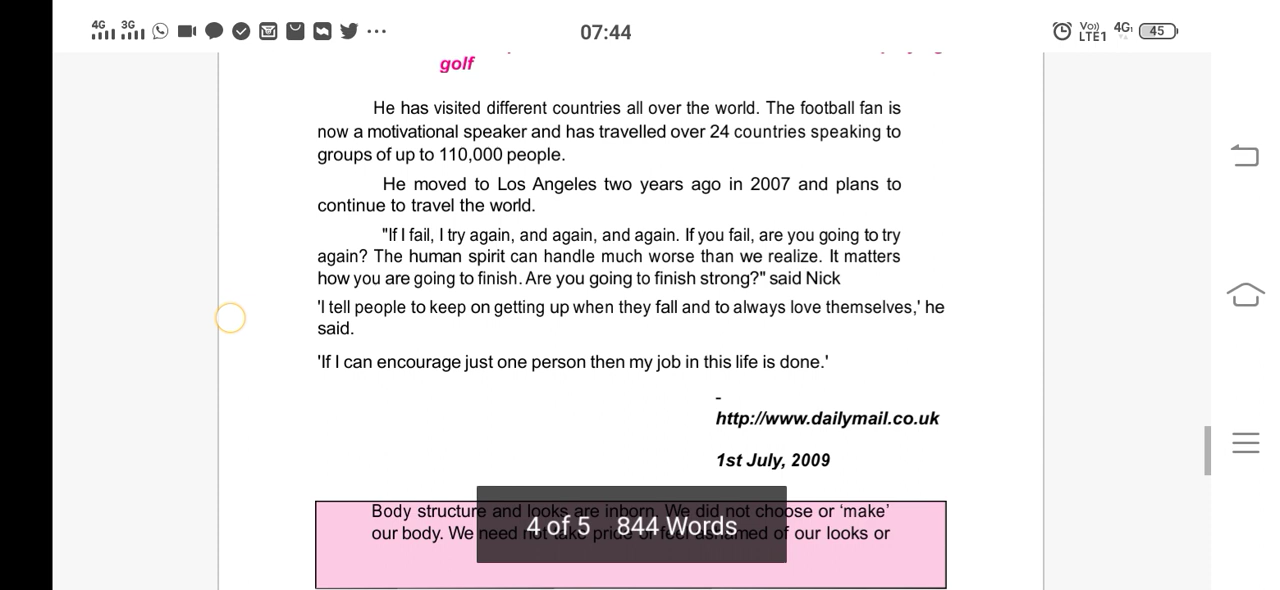 4G 3G 07:44 Vo)) LTE1 4G 45
golf
He has visited different countries all over the world. The football fan is
now a motivational speaker and has travelled over 24 countries speaking to
groups of up to 110,000 people.
He moved to Los Angeles two years ago in 2007 and plans to
continue to travel the world.
"If I fail, I try again, and again, and again. If you fail, are you going to try
again? The human spirit can handle much worse than we realize. It matters
how you are going to finish. Are you going to finish strong?" said Nick
'I tell people to keep on getting up when they fall and to always love themselves,' he
said.
'If I can encourage just one person then my job in this life is done.'
-
http://www.dailymail.co.uk
1st July, 2009
Body structure and looks are inborn. We did not choose or ‘make’
our body. We need not take pride or feel ashamed of our looks or
4 of 5 844 Words